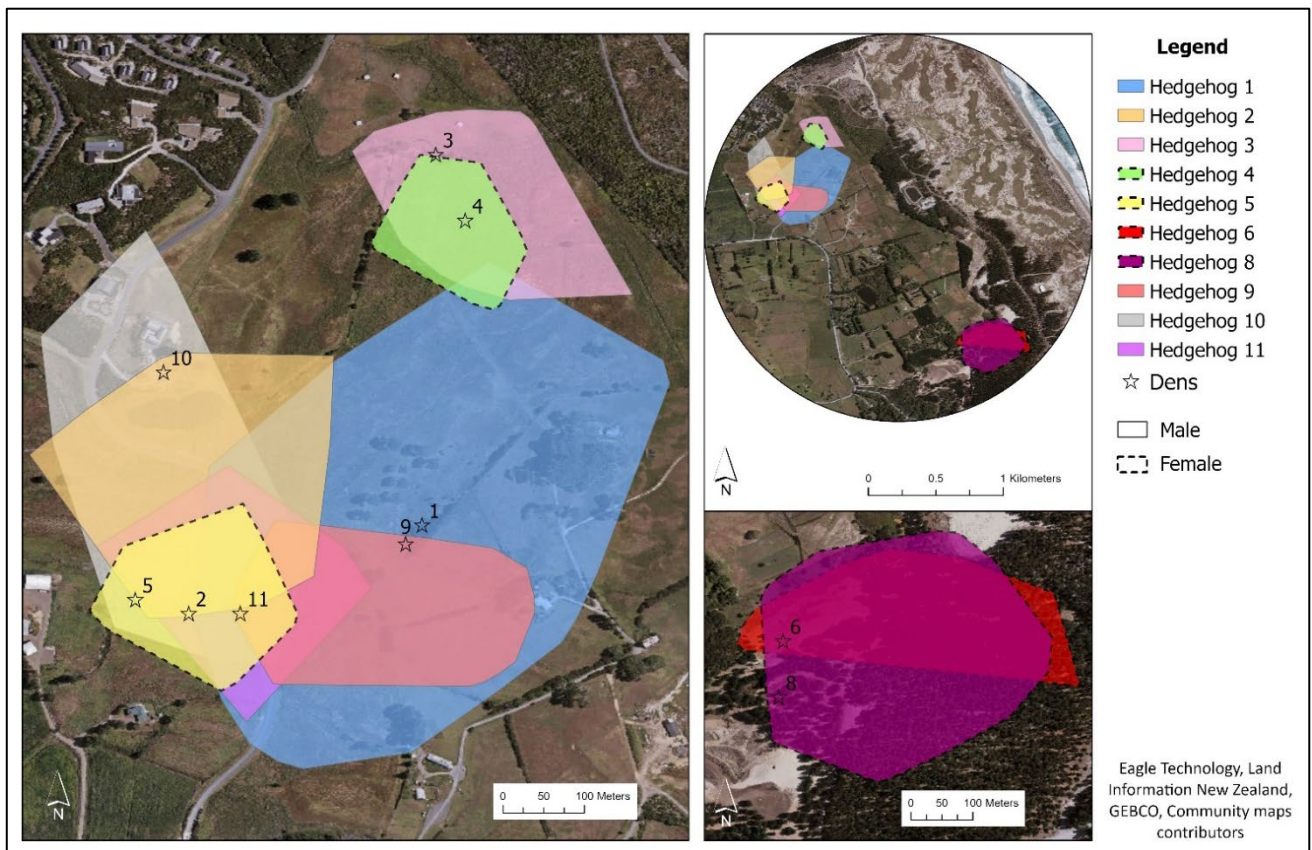 3
4
10
1
9
5
2
11
N
0 50 100 Meters
N
0 0.5 1 Kilometers
6
8
N
0 50 100 Meters
Legend
Hedgehog 1
Hedgehog 2
Hedgehog 3
Hedgehog 4
Hedgehog 5
Hedgehog 6
Hedgehog 8
Hedgehog 9
Hedgehog 10
Hedgehog 11
Dens
Male
Female
Eagle Technology, Land
Information New Zealand,
GEBCO, Community maps
contributors